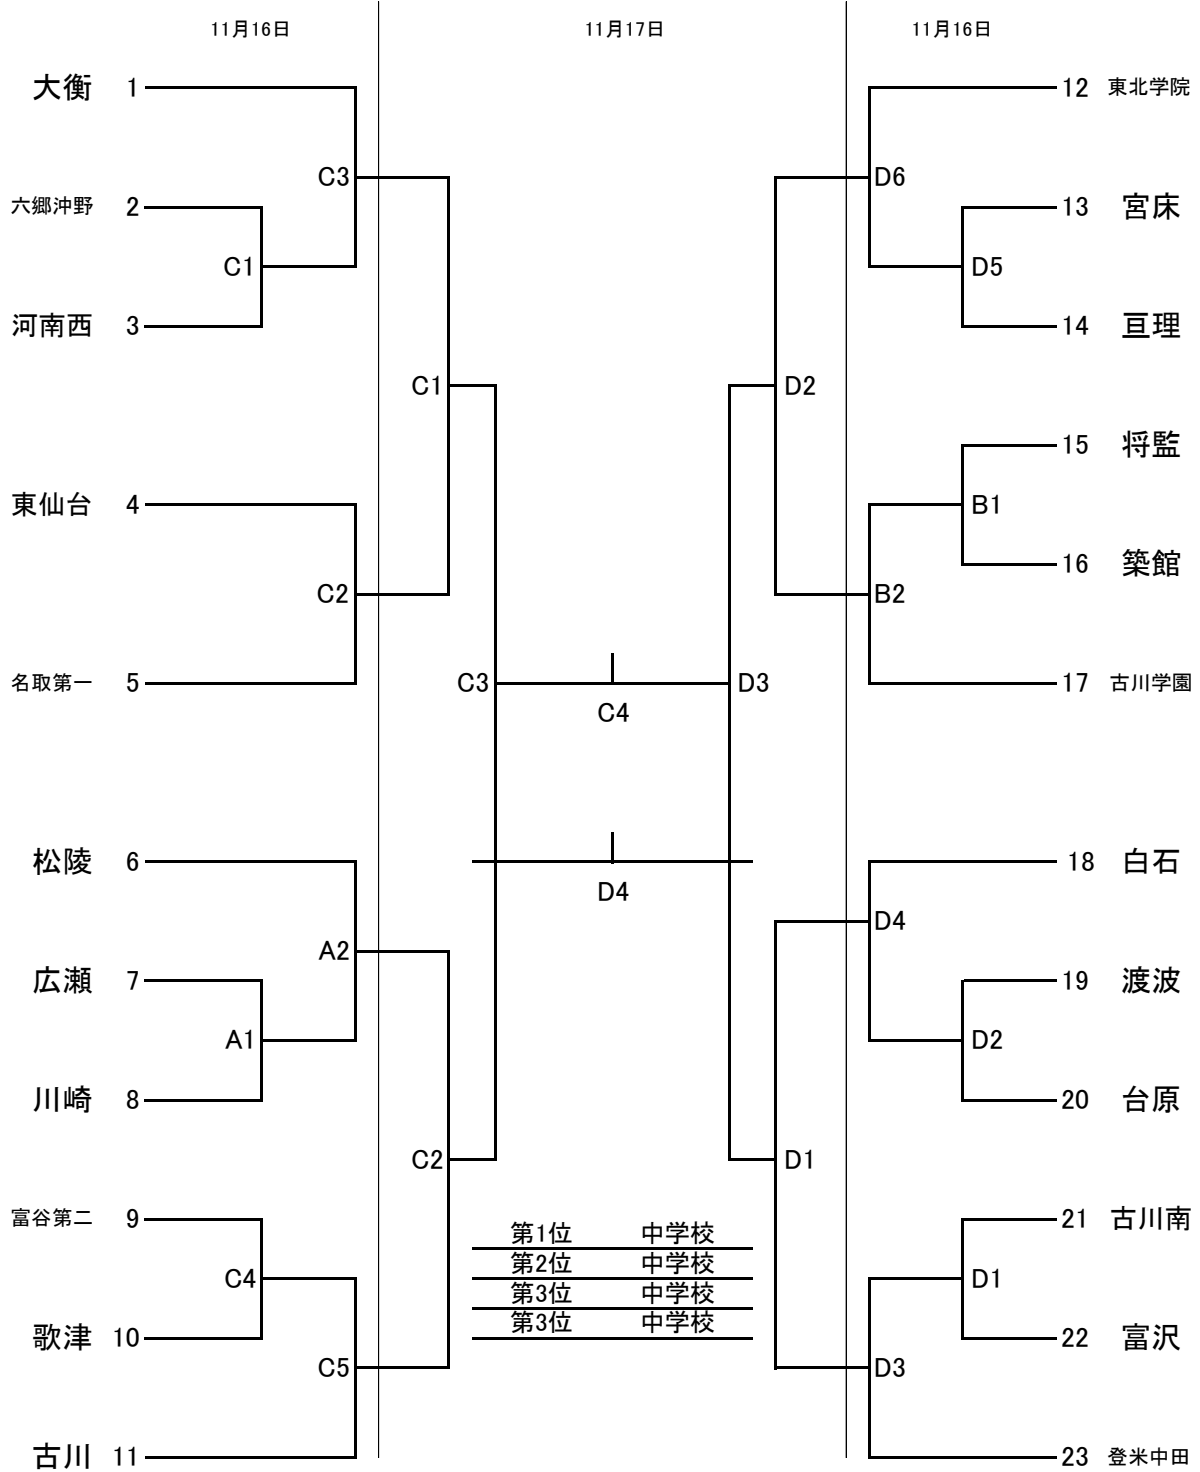 11月16日 11月17日 11月16日
大衡 1 12 東北学院
C3 D6
六郷沖野 2 13 宮床
C1 D5
河南西 3 14 亘理
C1 D2
15 将監
東仙台 4 B1
16 築館
C2 B2
名取第一 5 C3 D3 17 古川学園
C4
松陵 6 18 白石
D4
D4
A2
広瀬 7 19 渡波
A1 D2
川崎 8 20 台原
C2 D1
富谷第二 9 21 古川南
第1位 中学校
第2位 中学校
C4 D1
第3位 中学校
第3位 中学校
歌津 10 22 富沢
C5 D3
古川 11 23 登米中田